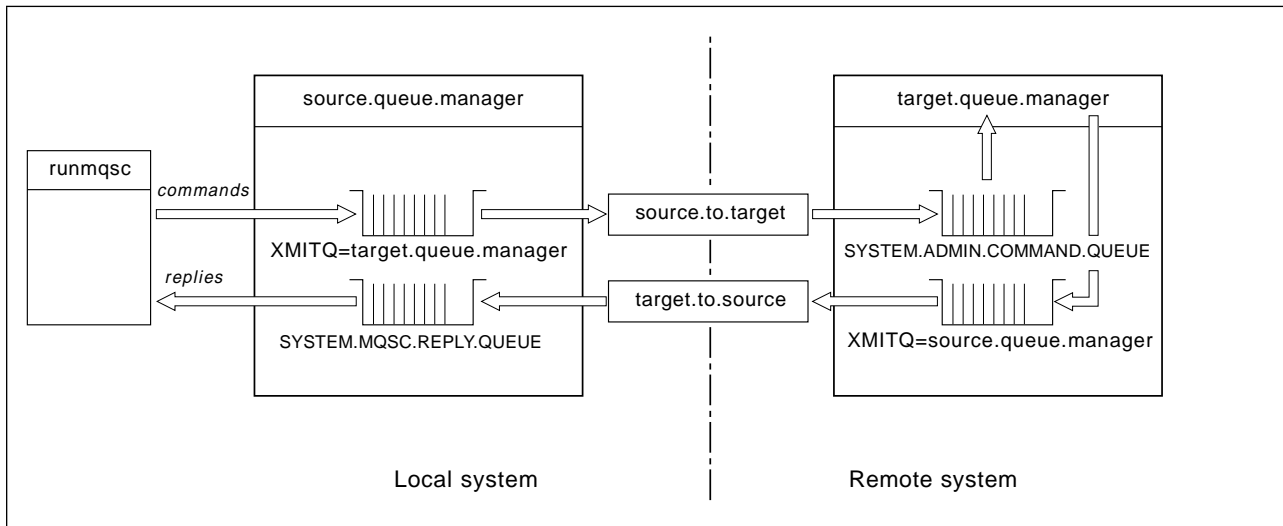 source.queue.manager
target.queue.manager
runmqsc
commands
source.to.target
XMITQ=target.queue.manager
SYSTEM.ADMIN.COMMAND.QUEUE
replies
target.to.source
SYSTEM.MQSC.REPLY.QUEUE
XMITQ=source.queue.manager
Local system
Remote system